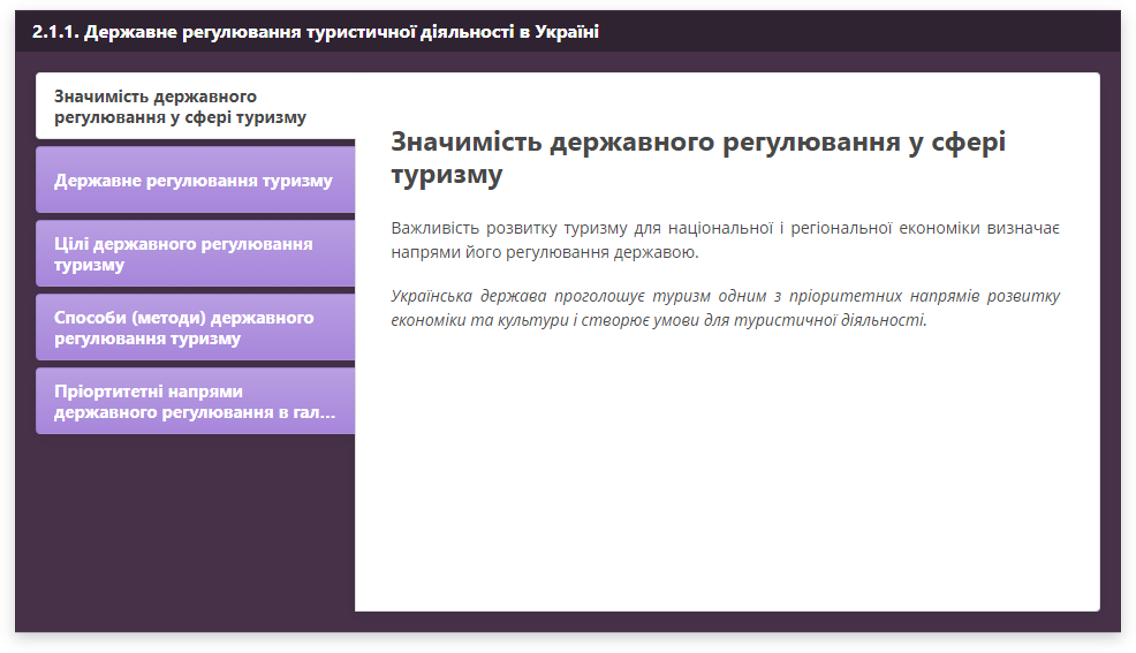 2.1.1. Державне регулювання туристичної діяльності в Україні
Значимість державного
регулювання у сфері туризму
Державне регулювання туризму
Цілі державного регулювання
туризму
Способи (методи) державного
регулювання туризму
Пріортитетні напрями
державного регулювання в гал...
Значимість державного регулювання у сфері
туризму
Важливість розвитку туризму для національної і регіональної економіки визначає
напрями його регулювання державою.
Українська держава проголошує туризм одним з пріоритетних напрямів розвитку
економіки та культури і створює умови для туристичної діяльності.